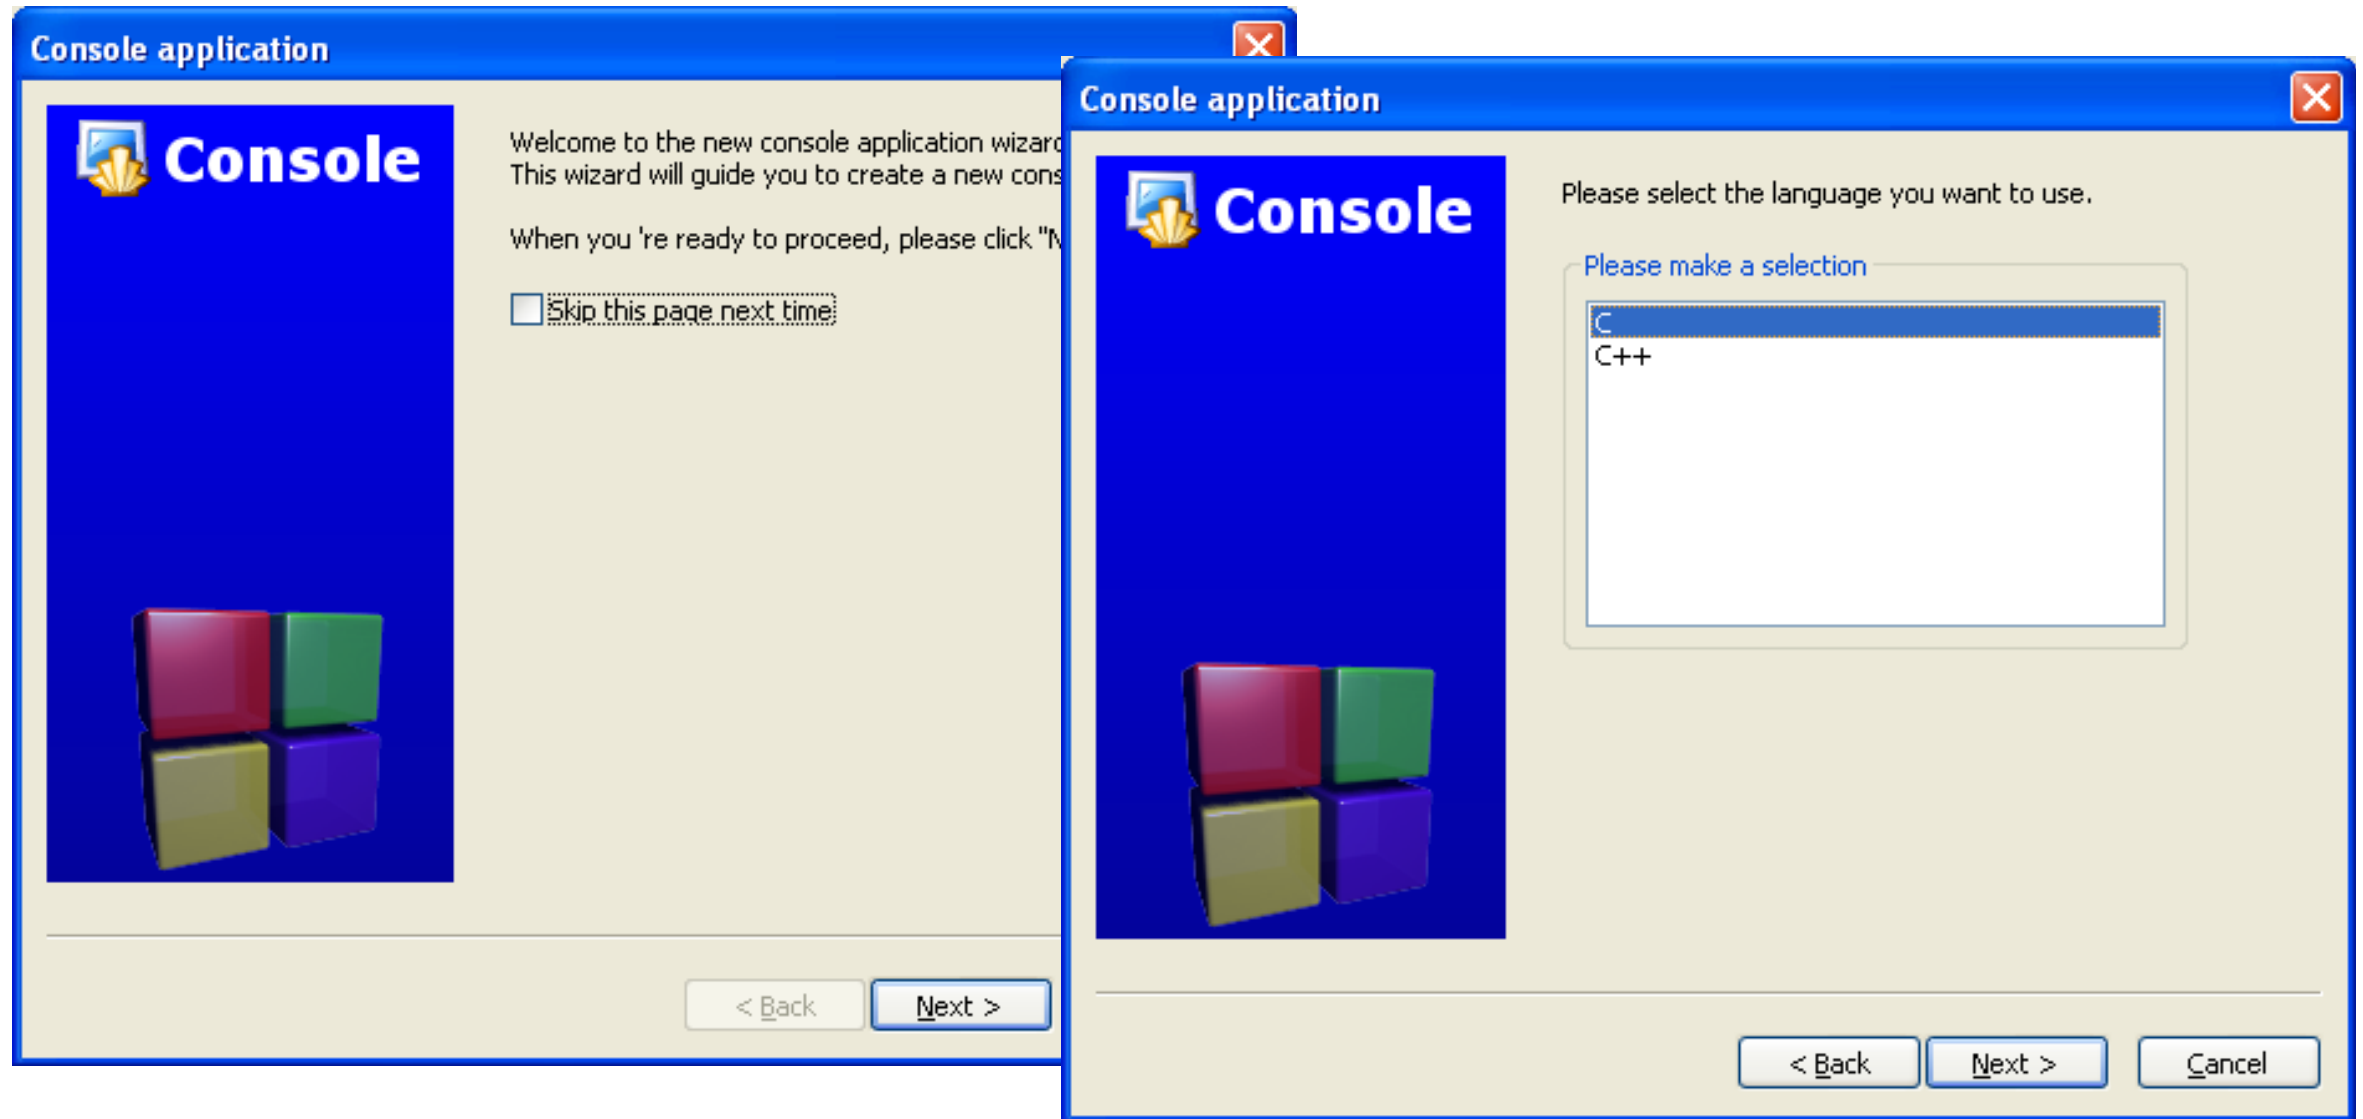 Console application
Console
Welcome to the new console application wizard
This wizard will guide you to create a new
When you 're ready to proceed, please click
Skip this page next time
< Back
Next >
Console application
Console
Please select the language you want to use.
Please make a selection
C
C++
< Back
Next >
Cancel